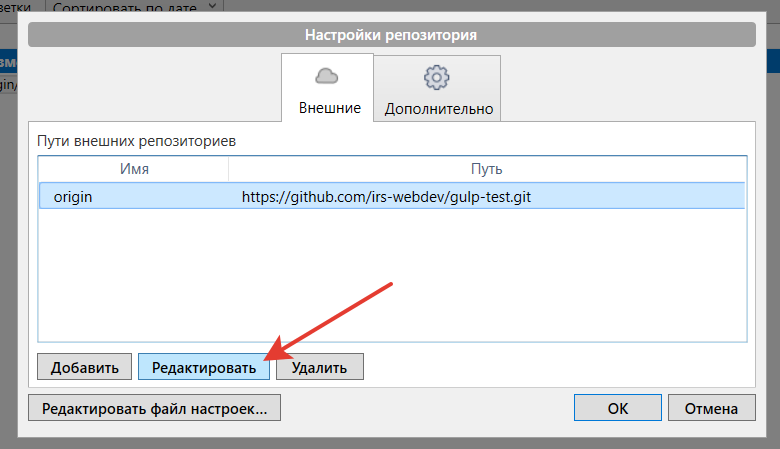 Сортировать по дате
Настройки репозитория
Внешние
Дополнительно
Пути внешних репозиториев
Имя Путь
origin https://github.com/irs-webdev/gulp-test.git
Добавить Редактировать Удалить
Редактировать файл настроек... OK Отмена